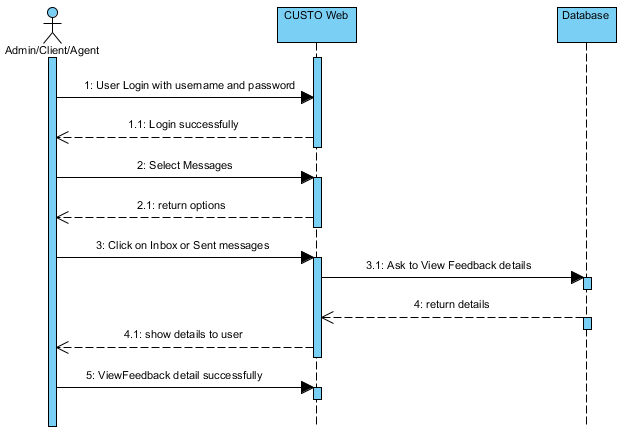 CUSTO Web
Database
Admin/Client/Agent
1: User Login with username and password
1.1: Login successfully
2: Select Messages
2.1: return options
3: Click on Inbox or Sent messages
3.1: Ask to View Feedback details
4: return details
4.1: show details to user
5: ViewFeedback detail successfully